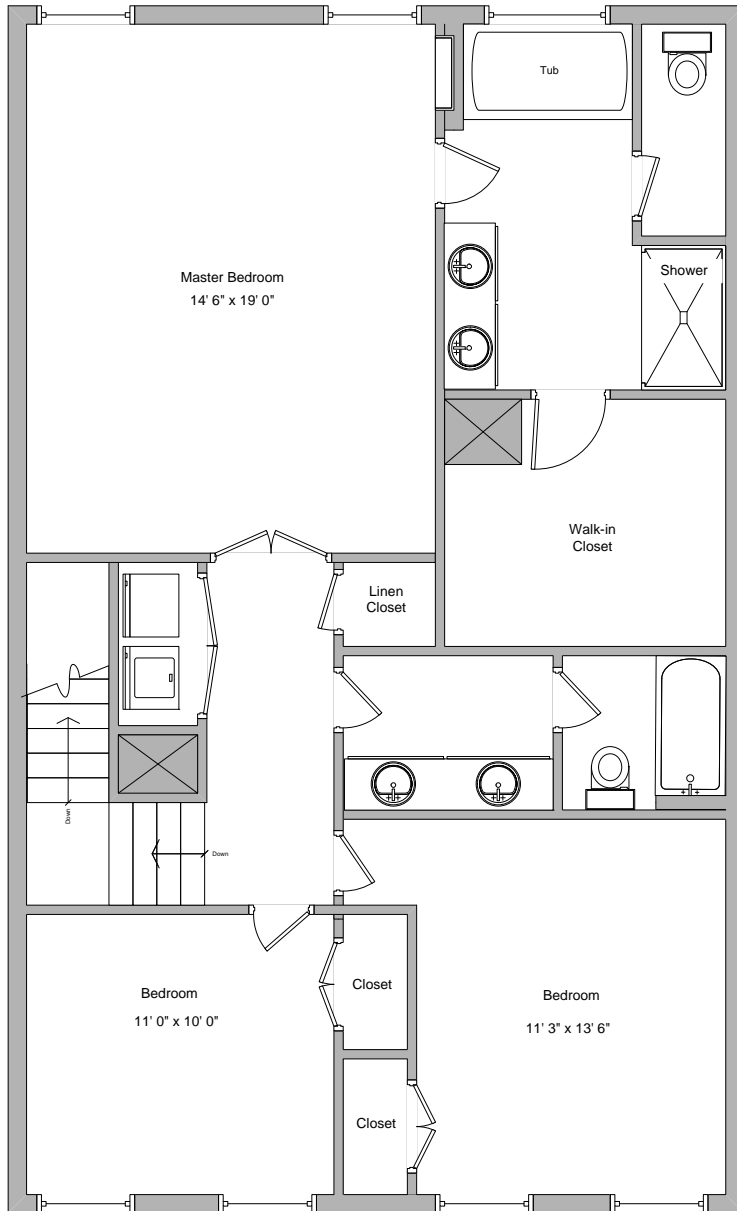 Tub
Shower
Master Bedroom
14' 6" x 19' 0"
Walk-in
Closet
Linen
Closet
Down
Down
Bedroom
11' 0" x 10' 0"
Closet
Bedroom
11' 3" x 13' 6"
Closet